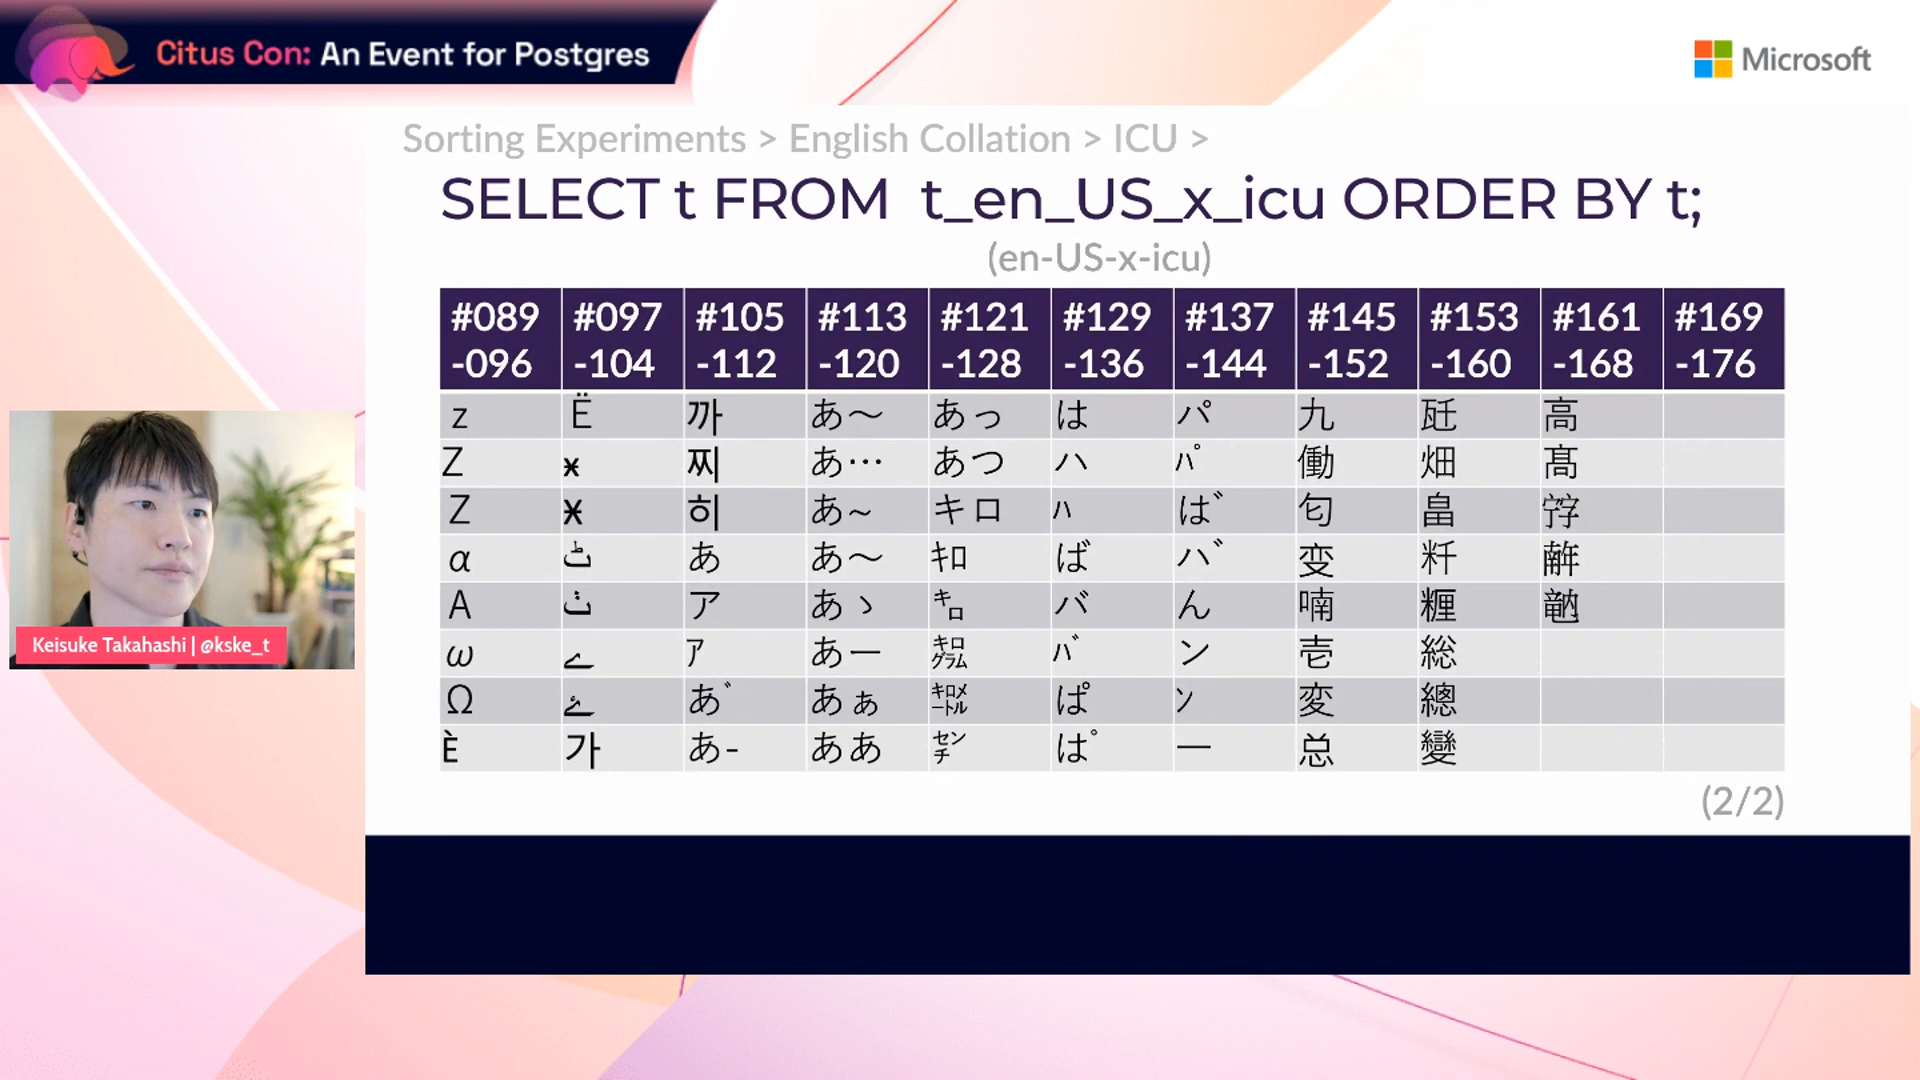 Citus Con: An Event for Postgres
Microsoft
Sorting Experiments > English Collation > ICU >
SELECT t FROM t_en_US_x_icu ORDER BY t;
(en-US-x-icu)
#089 #097 #105 #113 #121 #129 #137 #145 #153 #161 #169
-096 -104 -112 -120 -128 -136 -144 -152 -160 -168 -176
z Ë 까 あ〜 あっ は パ 九 瓩 高
Z ӿ 찌 あ… あつ ハ ﾊﾟ 働 畑 髙
Z Ӿ 히 あ~ キロ ﾊ ば 匂 畠
α あ あ〜 ｷﾛ ば バ 变 粁
A ア あゝ ㌔ バ ん 喃 糎
ω ے ｱ あー ㌕ ﾊﾞ ン 壱 総
Ω ۓ あ゛ あぁ ㌖ ぱ ﾝ 変 總
È 가 あ- ああ ㌢ ぱ 一 总 變
(2/2)
Keisuke Takahashi | @kske_t